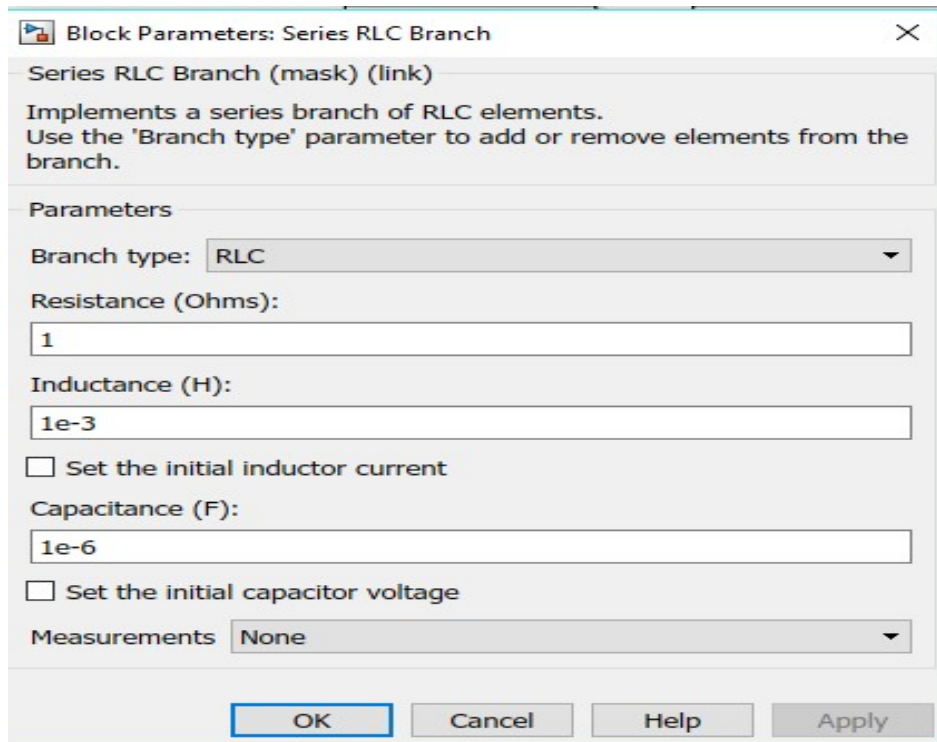 Block Parameters: Series RLC Branch
Series RLC Branch (mask) (link)
Implements a series branch of RLC elements.
Use the 'Branch type' parameter to add or remove elements from the
branch.
Parameters
Branch type: RLC
Resistance (Ohms):
1
Inductance (H):
1e-3
Set the initial inductor current
Capacitance (F):
1e-6
Set the initial capacitor voltage
Measurements None
OK Cancel Help Apply